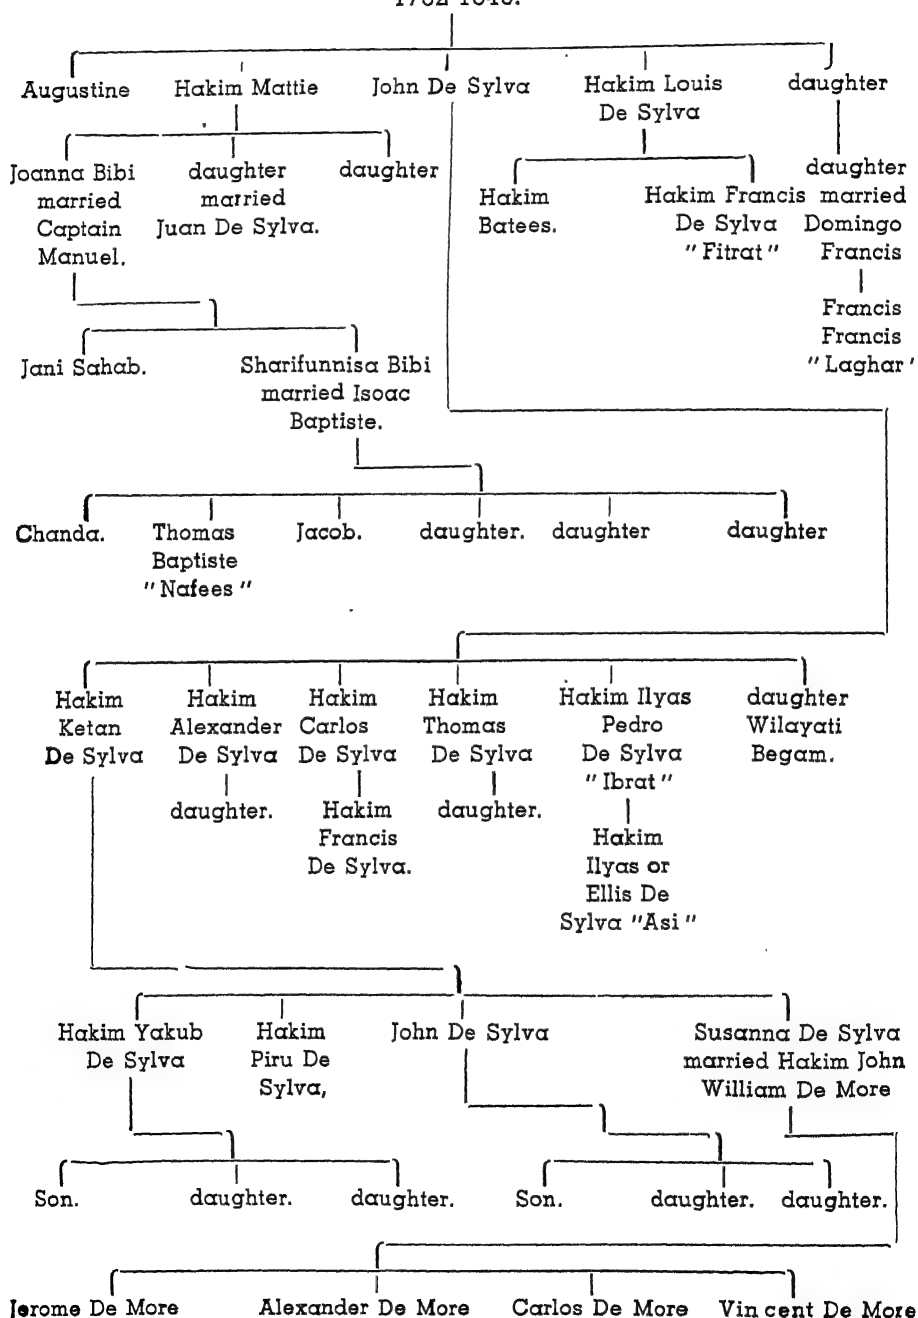 1782-1848.
Augustine
Hakim Mattie
John De Sylva
Hakim Louis
De Sylva
daughter
Joanna Bibi
married
Captain
Manuel.
daughter
married
Juan De Sylva.
daughter
Hakim
Batees.
Hakim Francis
De Sylva
"Fitrat"
daughter
married
Domingo
Francis
Francis
Francis
"Laghar"
Jani Sahab.
Sharifunnisa Bibi
married Isoac
Baptiste.
Chanda.
Thomas
Baptiste
"Nafees"
Jacob.
daughter.
daughter
daughter
Hakim
Ketan
De Sylva
Hakim
Alexander
De Sylva
daughter.
Hakim
Carlos
De Sylva
Hakim
Francis
De Sylva.
Hakim
Thomas
De Sylva
daughter.
Hakim Ilyas
Pedro
De Sylva
"Ibrat"
Hakim
Ilyas or
Ellis De
Sylva "Asi"
daughter
Wilayati
Begam.
Hakim Yakub
De Sylva
Hakim
Piru De
Sylva,
John De Sylva
Susanna De Sylva
married Hakim John
William De More
Son.
daughter.
daughter.
Son.
daughter.
daughter.
Jerome De More
Alexander De More
Carlos De More
Vin cent De More